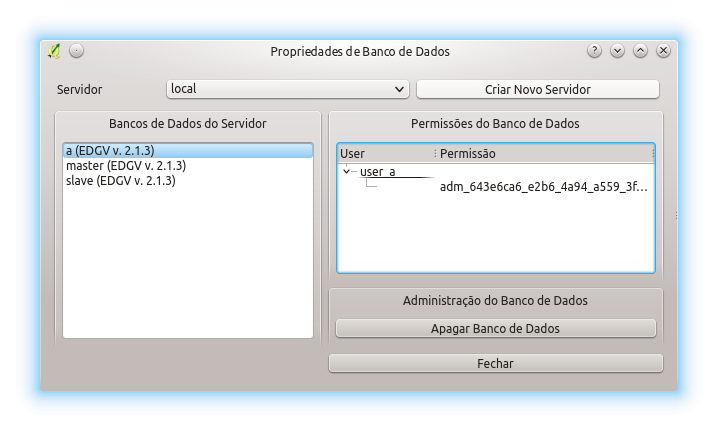 Propriedades de Banco de Dados
Servidor
local
Criar Novo Servidor
Bancos de Dados do Servidor
a (EDGV v. 2.1.3)
master (EDGV v. 2.1.3)
slave (EDGV v. 2.1.3)
Permissões do Banco de Dados
User Permissão
user_a
adm_643e6ca6_e2b6_4a94_a559_3f...
Administração do Banco de Dados
Apagar Banco de Dados
Fechar